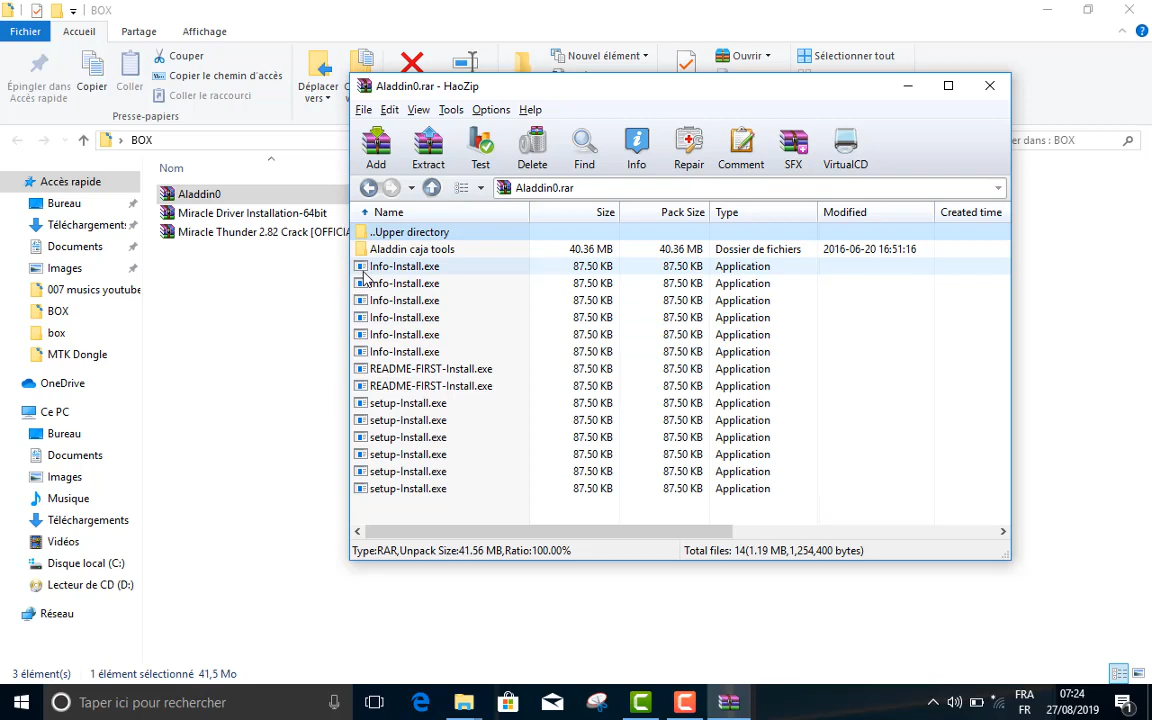 BOX
Fichier Accueil Partage Affichage
Épingler dans Accès rapide
Copier
Coller
Couper
Copier le chemin d'accès
Coller le raccourci
Presse-papiers
Déplacer vers
Nouvel élément
Ouvrir
Sélectionner tout
BOX
dans : BOX
Accès rapide
Bureau
Téléchargement:
Documents
Images
007 musics youtube
BOX
box
MTK Dongle
OneDrive
Ce PC
Bureau
Documents
Images
Musique
Téléchargements
Vidéos
Disque local (C:)
Lecteur de CD (D:)
Réseau
Nom
Aladdin0
Miracle Driver Installation-64bit
Miracle Thunder 2.82 Crack [OFFICIA
Aladdin0.rar - HaoZip
File Edit View Tools Options Help
Add Extract Test Delete Find Info Repair Comment SFX VirtualCD
Aladdin0.rar
Name Size Pack Size Type Modified Created time
..Upper directory
Aladdin caja tools 40.36 MB 40.36 MB Dossier de fichiers 2016-06-20 16:51:16
Info-Install.exe 87.50 KB 87.50 KB Application
Info-Install.exe 87.50 KB 87.50 KB Application
Info-Install.exe 87.50 KB 87.50 KB Application
Info-Install.exe 87.50 KB 87.50 KB Application
Info-Install.exe 87.50 KB 87.50 KB Application
Info-Install.exe 87.50 KB 87.50 KB Application
README-FIRST-Install.exe 87.50 KB 87.50 KB Application
README-FIRST-Install.exe 87.50 KB 87.50 KB Application
setup-Install.exe 87.50 KB 87.50 KB Application
setup-Install.exe 87.50 KB 87.50 KB Application
setup-Install.exe 87.50 KB 87.50 KB Application
setup-Install.exe 87.50 KB 87.50 KB Application
setup-Install.exe 87.50 KB 87.50 KB Application
setup-Install.exe 87.50 KB 87.50 KB Application
Type:RAR,Unpack Size:41.56 MB,Ratio:100.00% Total files: 14(1.19 MB,1,254,400 bytes)
3 élément(s) 1 élément sélectionné 41,5 Mo
Taper ici pour rechercher
FRA
FR
07:24
27/08/2019
1